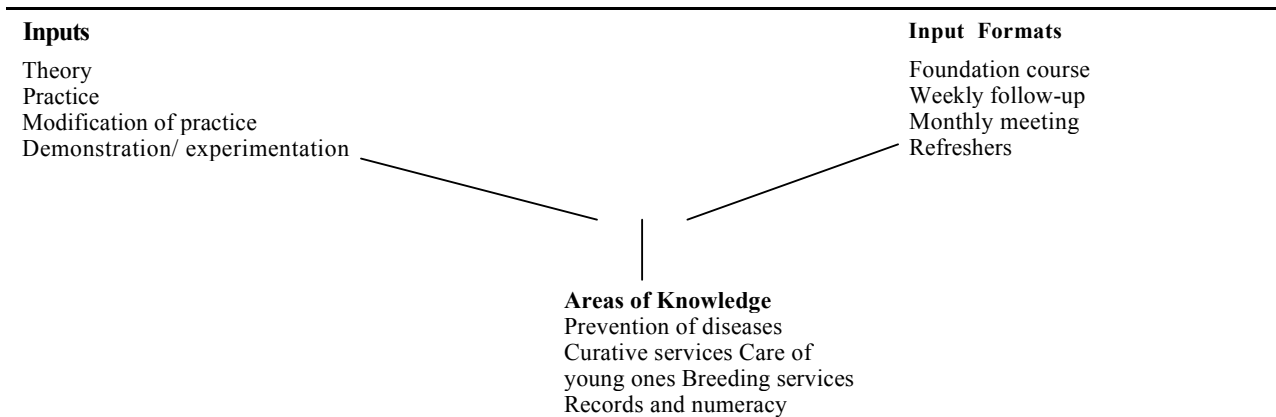 Inputs
Theory
Practice
Modification of practice
Demonstration/ experimentation
Input Formats
Foundation course
Weekly follow-up
Monthly meeting
Refreshers
Areas of Knowledge
Prevention of diseases
Curative services Care of
young ones Breeding services
Records and numeracy